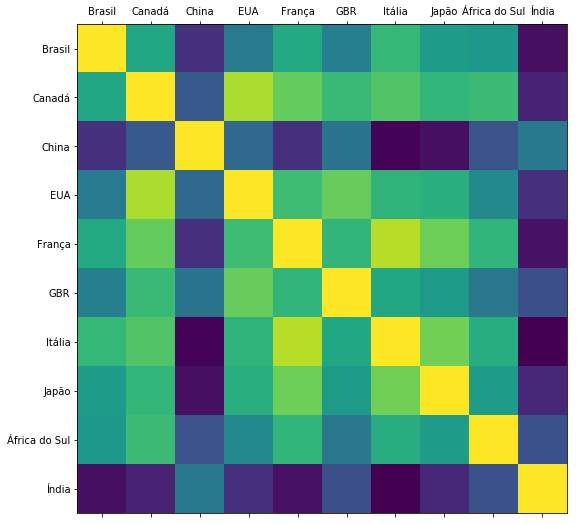 Brasil Canadá China EUA França GBR Itália Japão África do Sul Índia
Brasil
Canadá
China
EUA
França
GBR
Itália
Japão
África do Sul
Índia